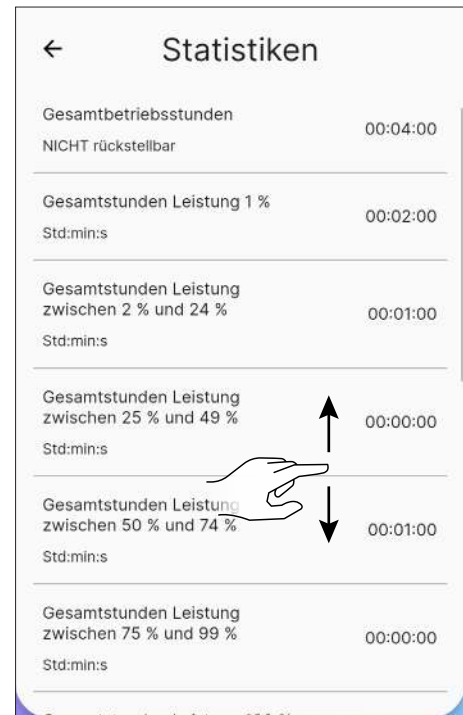 Statistiken
Gesamtbetriebsstunden
NICHT rückstellbar
00:04:00
Gesamtstunden Leistung 1 %
Std:min:s
00:02:00
Gesamtstunden Leistung
zwischen 2 % und 24 %
Std:min:s
00:01:00
Gesamtstunden Leistung
zwischen 25 % und 49 %
Std:min:s
00:00:00
Gesamtstunden Leistung
zwischen 50 % und 74 %
Std:min:s
00:01:00
Gesamtstunden Leistung
zwischen 75 % und 99 %
Std:min:s
00:00:00